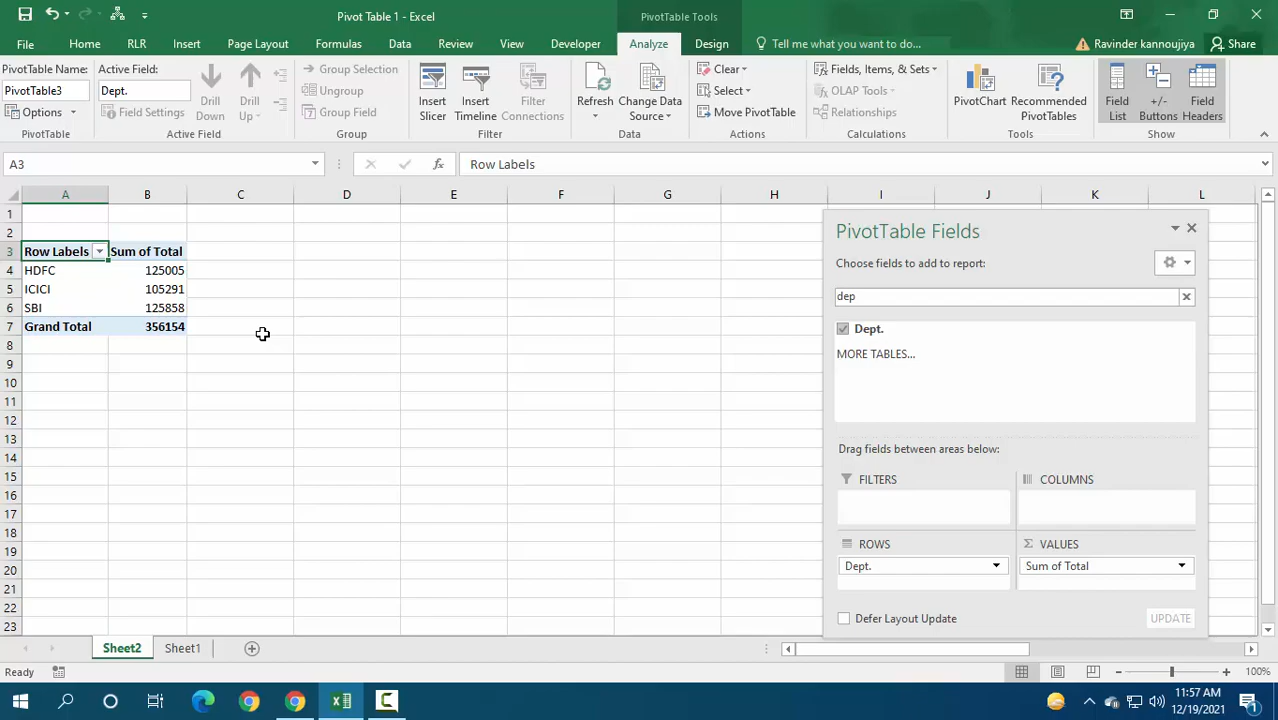 Pivot Table 1 - Excel
PivotTable Tools
File Home RLR Insert Page Layout Formulas Data Review View Developer Analyze Design Tell me what you want to do... Ravinder kannoujiya Share
PivotTable Name:
PivotTable3
Options
PivotTable
Active Field:
Dept.
Field Settings
Drill Down
Drill Up
Active Field
Group Selection
Ungroup
Group Field
Group
Insert Slicer
Insert Timeline
Filter Connections
Filter
Refresh
Change Data Source
Data
Clear
Select
Move PivotTable
Actions
Fields, Items, & Sets
OLAP Tools
Relationships
Calculations
PivotChart
Recommended PivotTables
Tools
Field List
+/- Buttons
Field Headers
Show
A3
fx
Row Labels
A B C D E F G H I J K L
1
2
3 Row Labels Sum of Total
4 HDFC 125005
5 ICICI 105291
6 SBI 125858
7 Grand Total 356154
8
9
10
11
12
13
14
15
16
17
18
19
20
21
22
23
PivotTable Fields
Choose fields to add to report:
dep
Dept.
MORE TABLES...
Drag fields between areas below:
FILTERS
COLUMNS
ROWS
Dept.
VALUES
Sum of Total
Defer Layout Update
UPDATE
Sheet2 Sheet1
Ready
100%
11:57 AM
12/19/2021
1